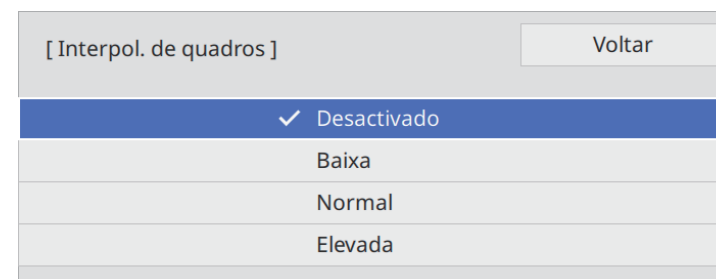 [ Interpol. de quadros ]
Voltar
✓ Desactivado
Baixa
Normal
Elevada